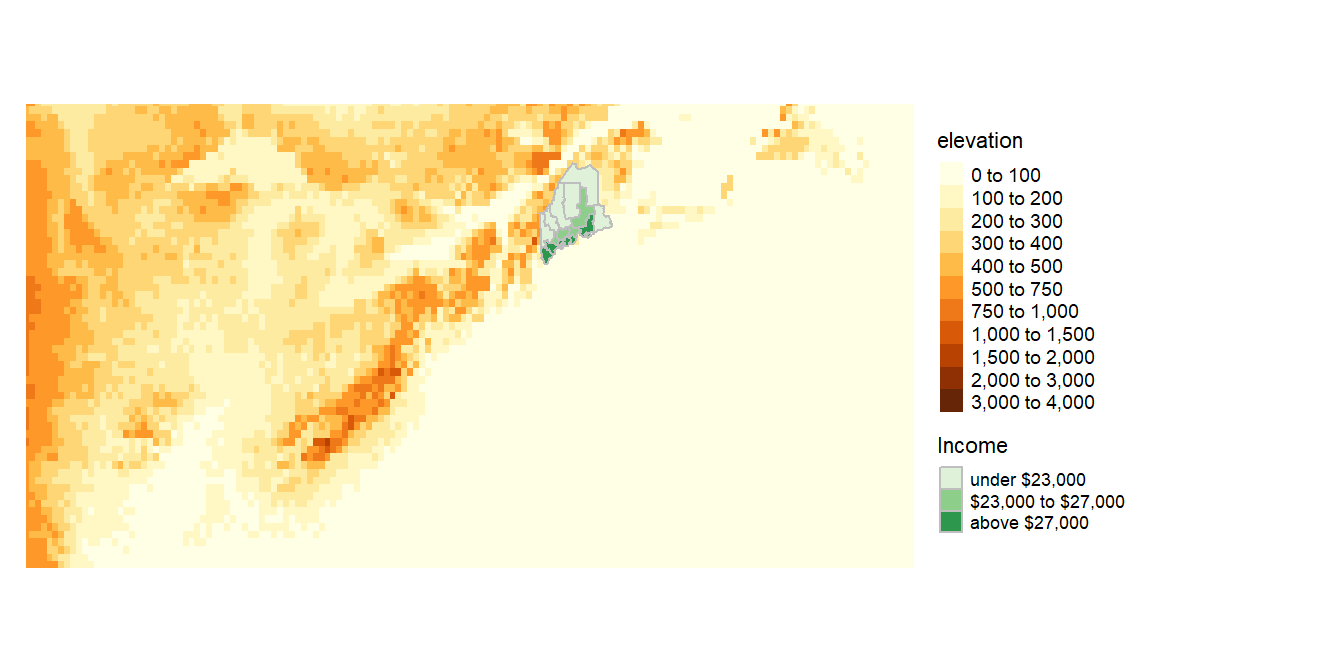 elevation
0 to 100
100 to 200
200 to 300
300 to 400
400 to 500
500 to 750
750 to 1,000
1,000 to 1,500
1,500 to 2,000
2,000 to 3,000
3,000 to 4,000
Income
under $23,000
$23,000 to $27,000
above $27,000